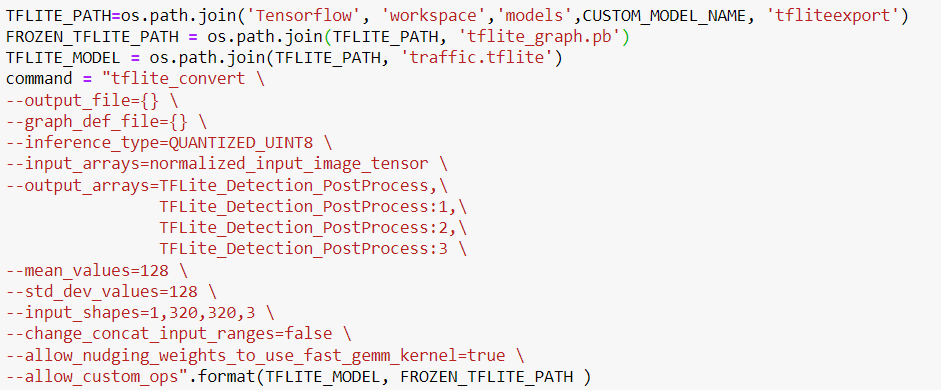 TFLITE_PATH=os.path.join('Tensorflow', 'workspace','models',CUSTOM_MODEL_NAME, 'tfliteexport')
FROZEN_TFLITE_PATH = os.path.join(TFLITE_PATH, 'tflite_graph.pb')
TFLITE_MODEL = os.path.join(TFLITE_PATH, 'traffic.tflite')
command = "tflite_convert \
--output_file={} \
--graph_def_file={} \
--inference_type=QUANTIZED_UINT8 \
--input_arrays=normalized_input_image_tensor \
--output_arrays=TFLite_Detection_PostProcess,\
                TFLite_Detection_PostProcess:1,\
                TFLite_Detection_PostProcess:2,\
                TFLite_Detection_PostProcess:3 \
--mean_values=128 \
--std_dev_values=128 \
--input_shapes=1,320,320,3 \
--change_concat_input_ranges=false \
--allow_nudging_weights_to_use_fast_gemm_kernel=true \
--allow_custom_ops".format(TFLITE_MODEL, FROZEN_TFLITE_PATH )